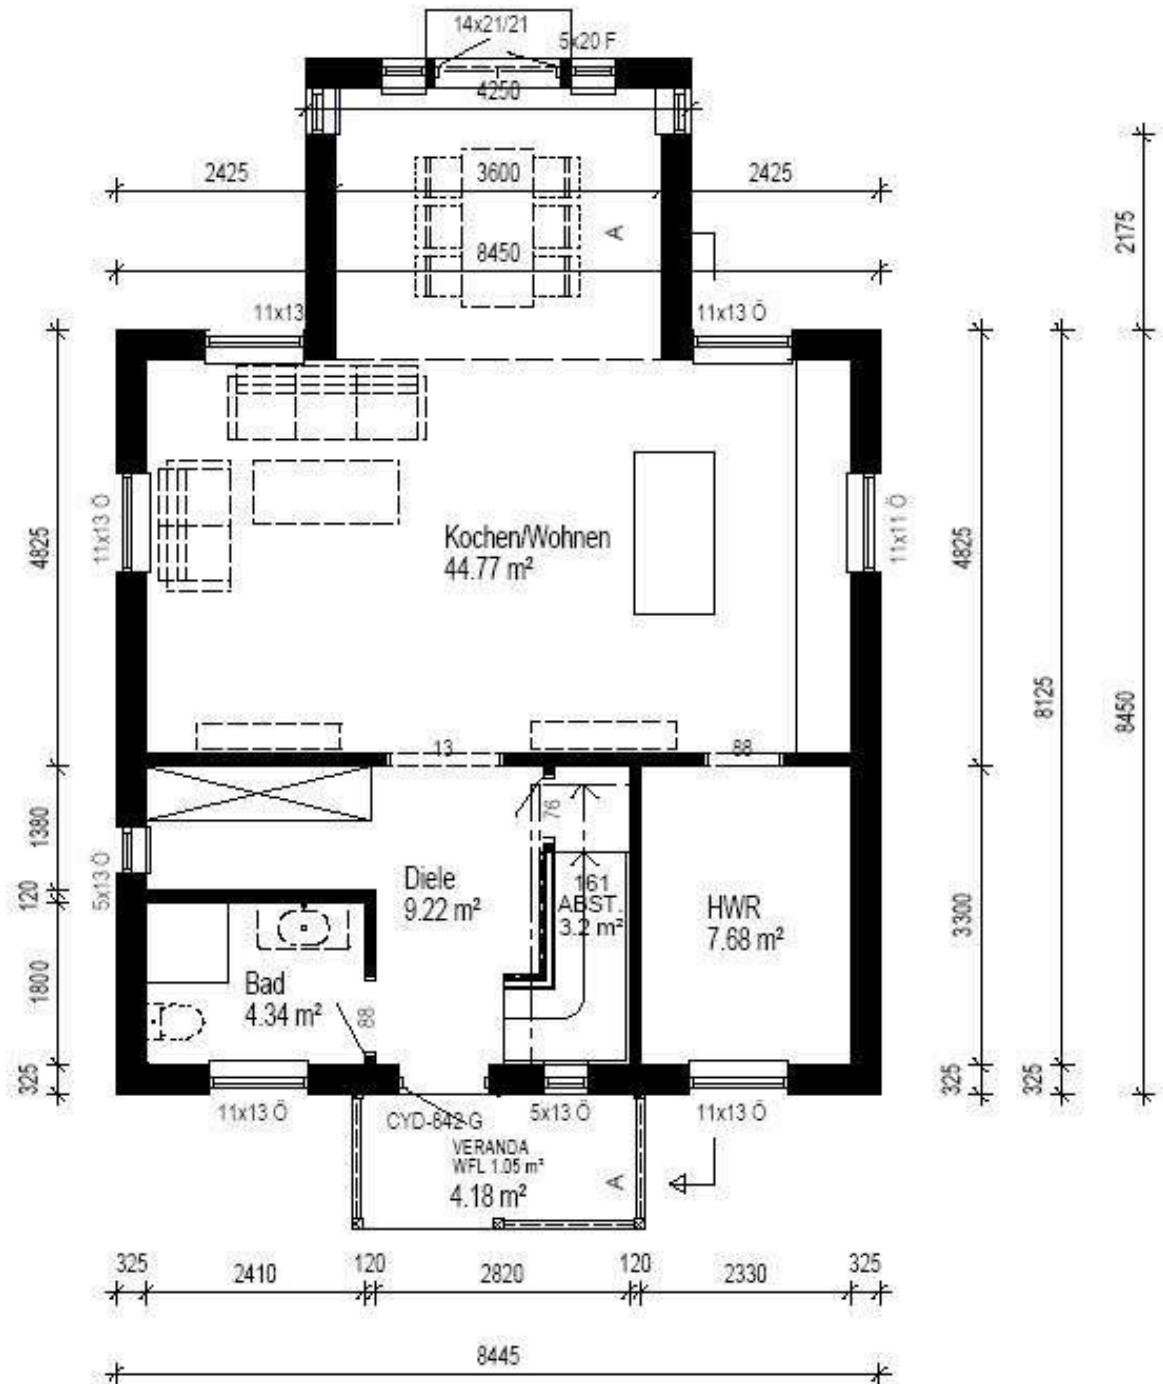 14x21/21
5x20 F
4250
2425
3600
2425
A
2175
8450
11x13
11x13 Ö
11x13 Ö
11x11 Ö
4825
4825
Kochen/Wohnen
44.77 m²
8125
8450
13
88
76
1380
5x13 Ö
120
Diele
9.22 m²
161
ABST.
3.2 m²
HWR
7.68 m²
3300
1800
Bad
4.34 m²
88
325
325
325
11x13 Ö
CYD-642-G
5x13 Ö
11x13 Ö
VERANDA
WFL 1.05 m²
4.18 m²
A
325
2410
120
2820
120
2330
325
8445